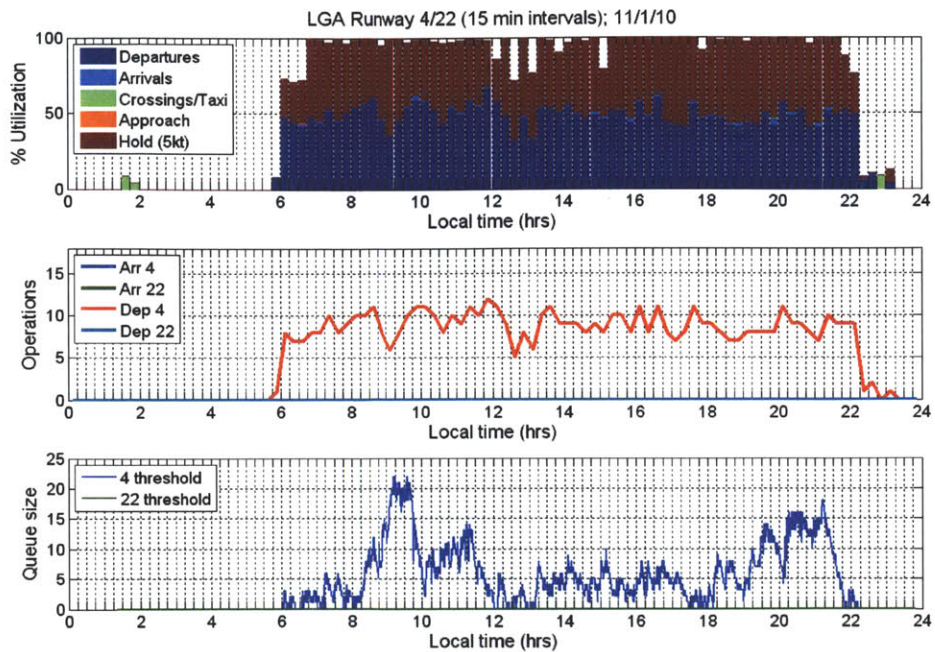 LGA Runway 4/22 (15 min intervals); 11/1/10
100
50
0
% Utilization
Departures
Arrivals
Crossings/Taxi
Approach
Hold (5kt)
0 2 4 6 8 10 12 14 16 18 20 22 24
Local time (hrs)
15
10
5
0
Operations
Arr 4
Arr 22
Dep 4
Dep 22
0 2 4 6 8 10 12 14 16 18 20 22 24
Local time (hrs)
25
20
15
10
5
0
Queue size
4 threshold
22 threshold
0 2 4 6 8 10 12 14 16 18 20 22 24
Local time (hrs)